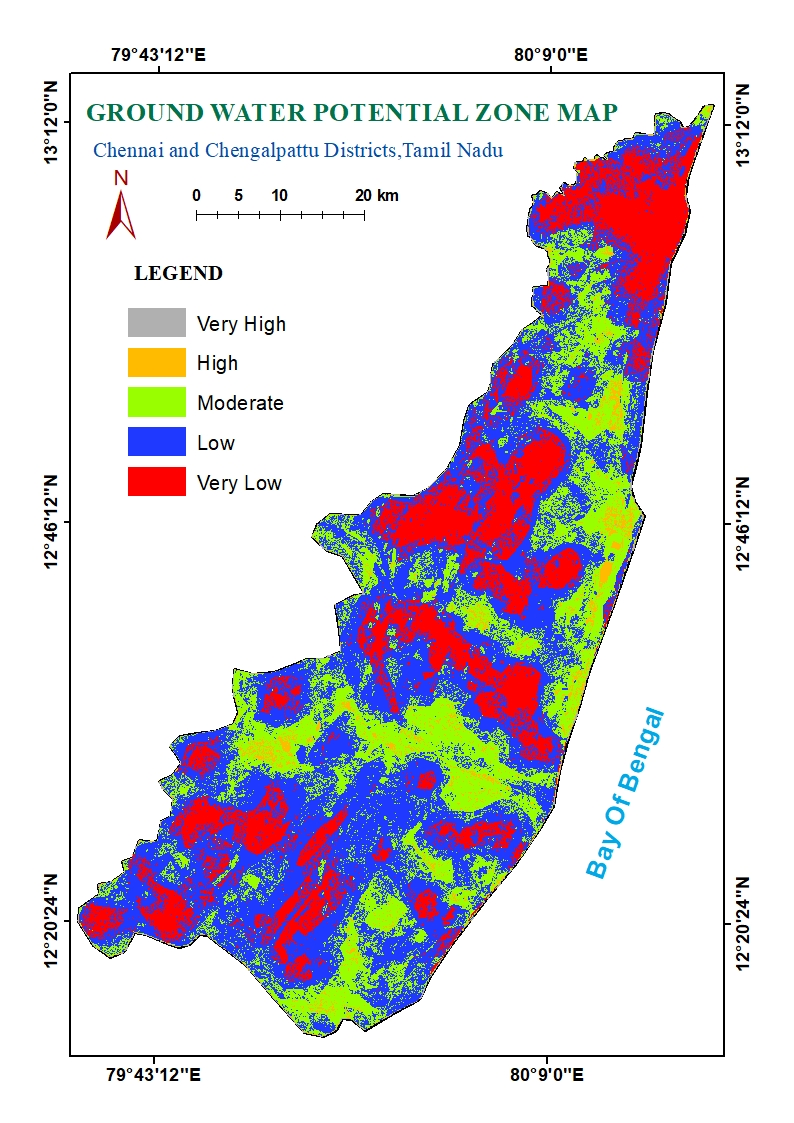 79°43'12"E 80°9'0"E
13°12'0"N 13°12'0"N
GROUND WATER POTENTIAL ZONE MAP
Chennai and Chengalpattu Districts,Tamil Nadu
N
0 5 10 20 km
LEGEND
Very High
High
Moderate
Low
Very Low
12°46'12"N 12°46'12"N
Bay Of Bengal
12°20'24"N 12°20'24"N
79°43'12"E 80°9'0"E